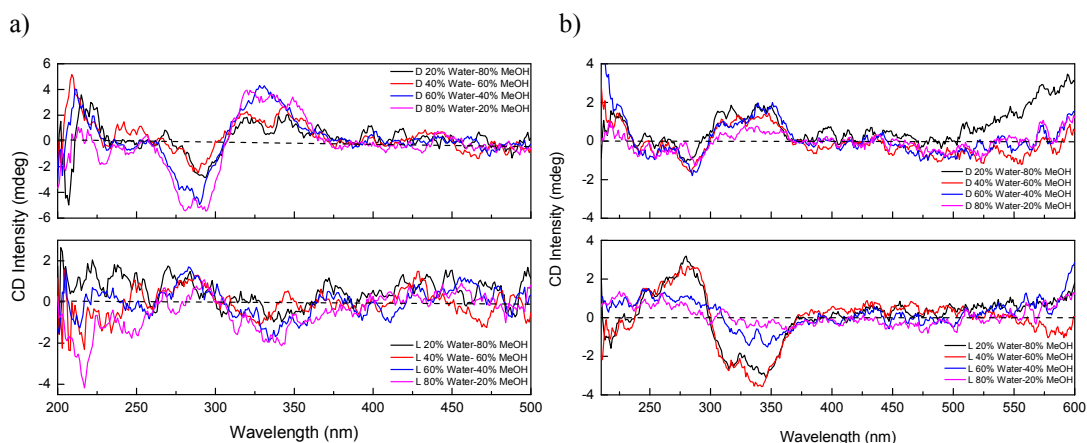 a)
b)
CD Intensity (mdeg)
6
4
2
0
2
4
6
D 20% Water-80% MeOH
D 40% Wate- 60% MeOH
D 60% Water-40% MeOH
D 80% Water-20% MeOH
2
0
-2
-4
L 20% Water-80% MeOH
L 40% Wate- 60% MeOH
L 60% Water-40% MeOH
L 80% Water-20% MeOH
200 250 300 350 400 450 500
Wavelength (nm)
CD Intensity (mdeg)
4
2
0
-2
-4
D 20% Water-80% MeOH
D 40% Water-60% MeOH
D 60% Water-40% MeOH
D 80% Water-20% MeOH
4
2
0
-2
-4
L 20% Water-80% MeOH
L 40% Water-60% MeOH
L 60% Water-40% MeOH
L 80% Water-20% MeOH
250 300 350 400 450 500 550 600
Wavelength (nm)